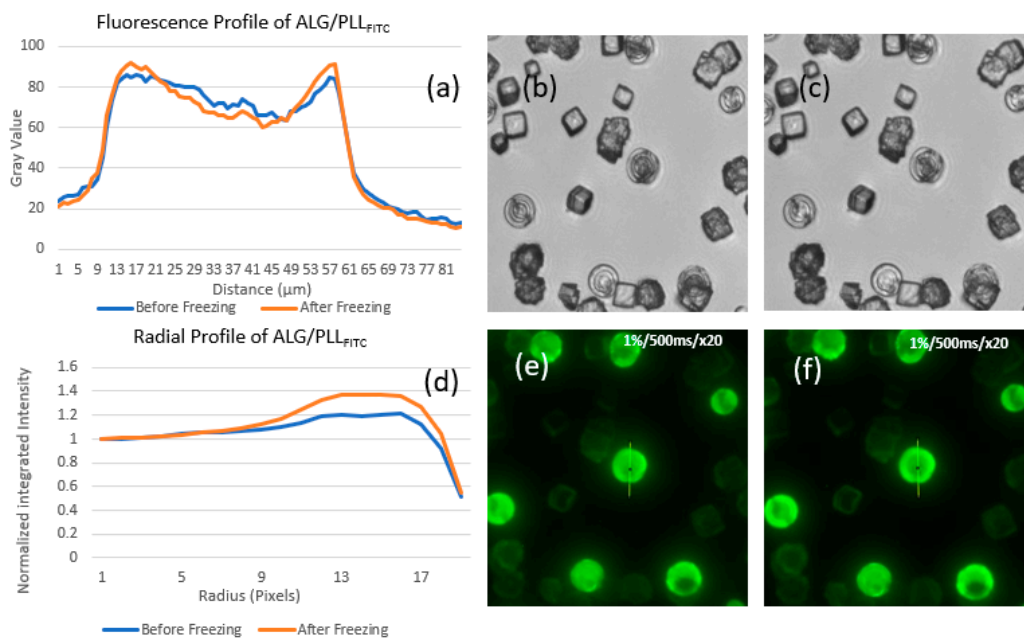 Fluorescence Profile of ALG/PLL_FITC
100
80
60
40
20
0
Gray Value
(a)
1 5 9 13 17 21 25 29 33 37 41 45 49 53 57 61 65 69 73 77 81
Distance (µm)
Before Freezing After Freezing
(b)
(c)
Radial Profile of ALG/PLL_FITC
1.6
1.4
1.2
1
0.8
0.6
0.4
0.2
0
Normalized integrated Intensity
(d)
1 5 9 13 17
Radius (Pixels)
Before Freezing After Freezing
1%/500ms/x20
(e)
1%/500ms/x20
(f)